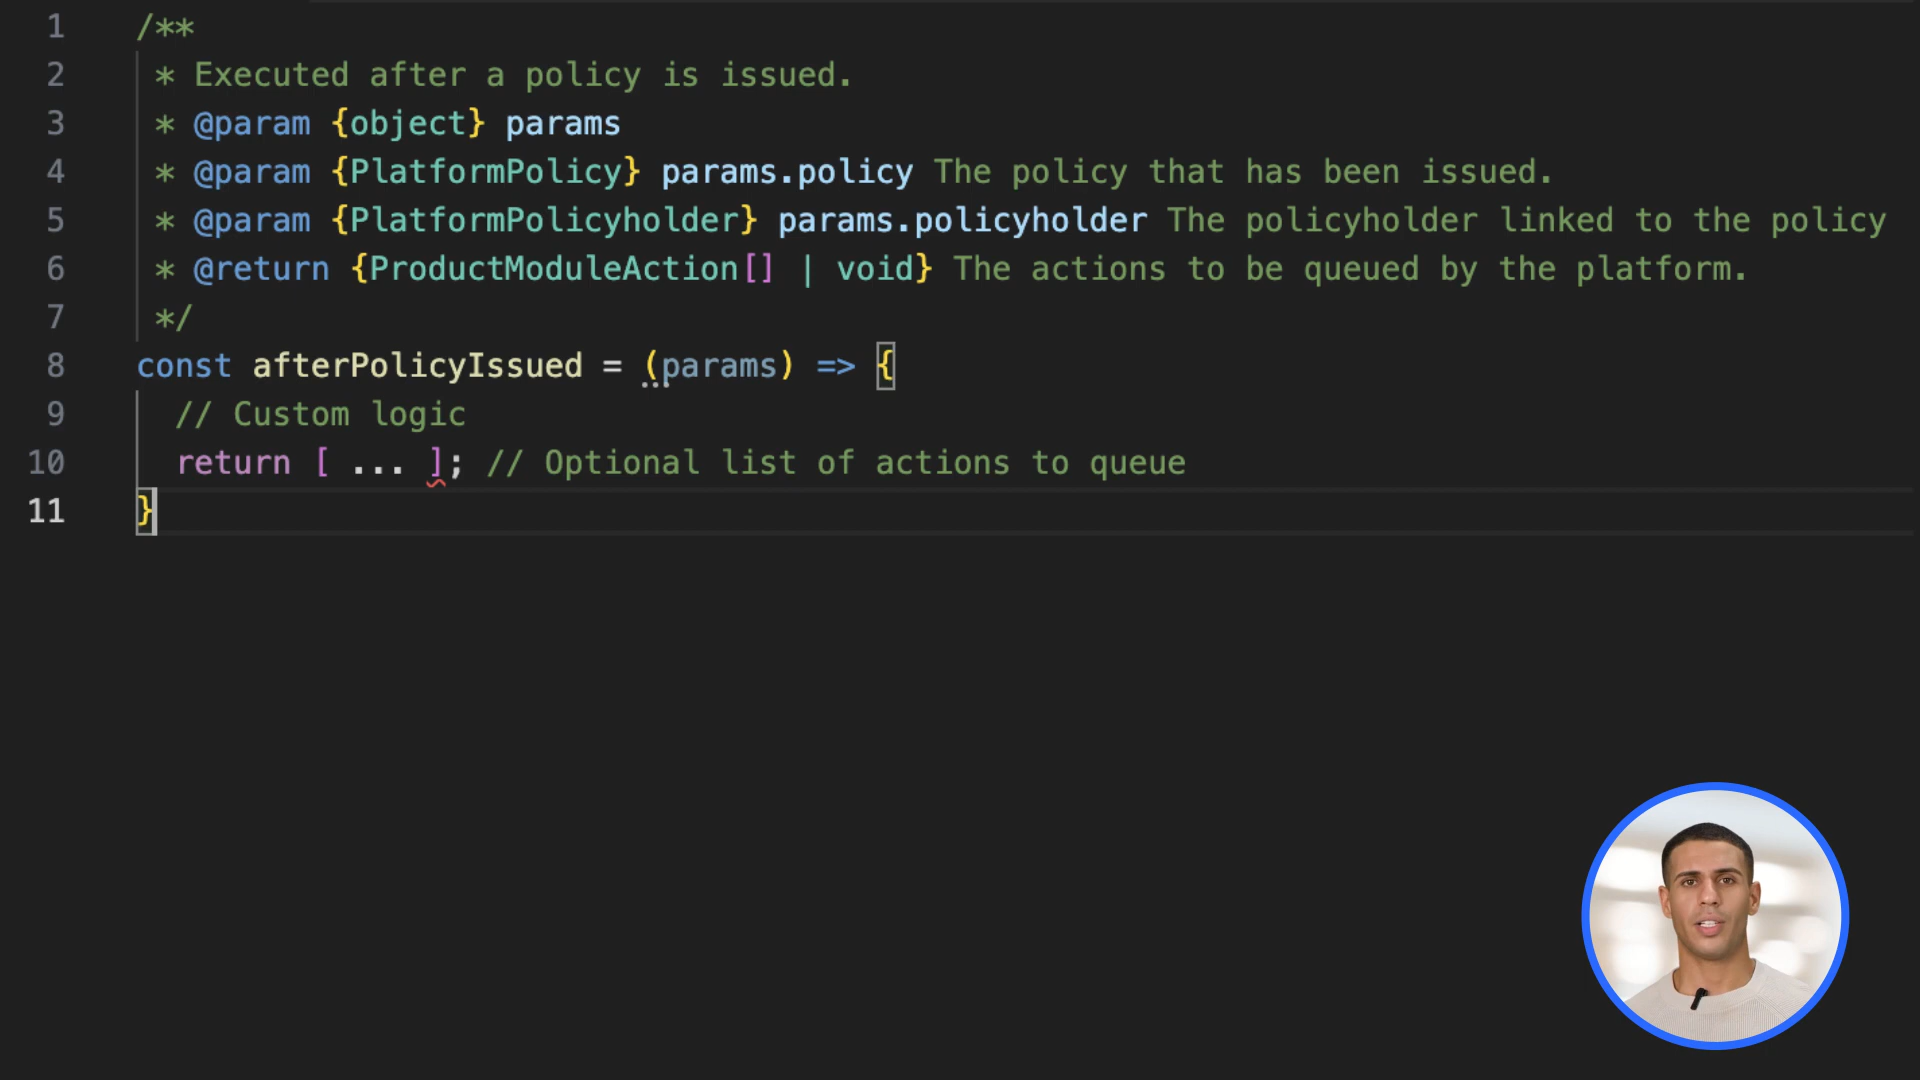 1 /**
2 * Executed after a policy is issued.
3 * @param {object} params
4 * @param {PlatformPolicy} params.policy The policy that has been issued.
5 * @param {PlatformPolicyholder} params.policyholder The policyholder linked to the policy
6 * @return {ProductModuleAction[] | void} The actions to be queued by the platform.
7 */
8 const afterPolicyIssued = (params) => {
9 // Custom logic
10 return [ ... ]; // Optional list of actions to queue
11 }